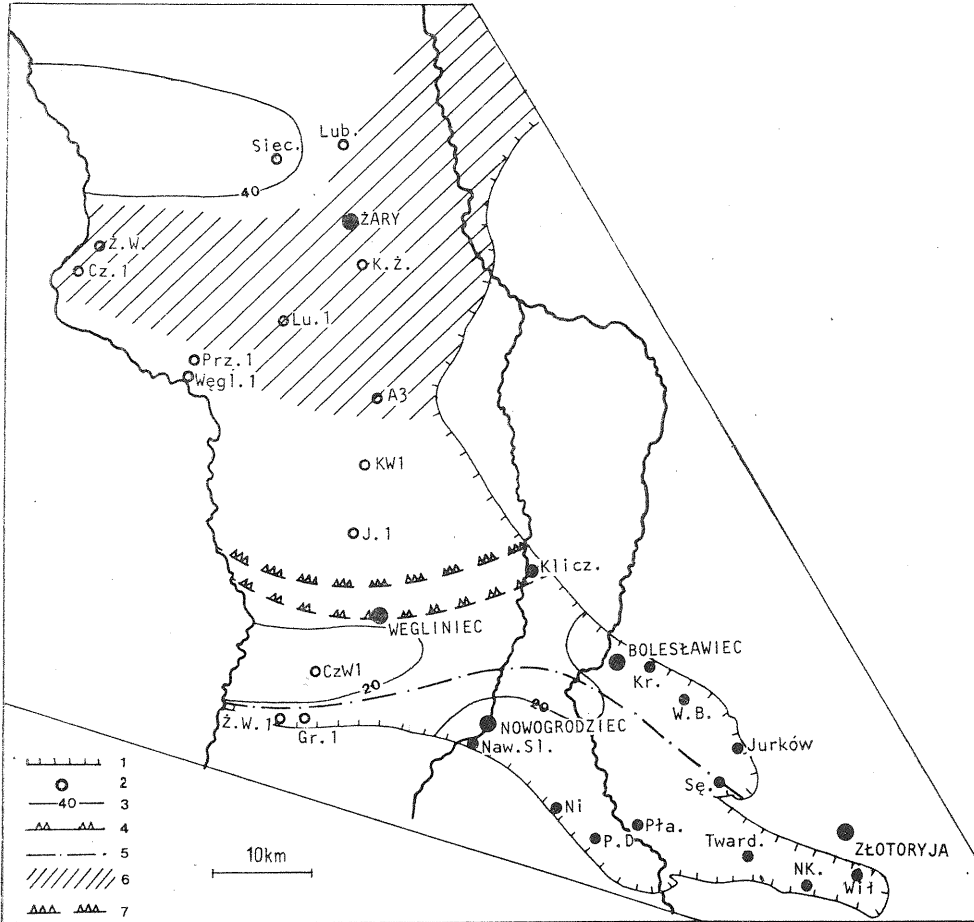 Lub.
Siec.
40
ŻARY
Ż.W.
K.Ż.
Cz.1
Lu.1
Prz.1
Węgl.1
A3
KW1
J.1
Klicz.
WĘGLINIEC
BOLESŁAWIEC
CzW1
Kr.
20
20
W.B.
Ż.W.1
NOWOGRODZIEC
Gr.1
Naw.Sl.
Jurków
1
Sę.
2
40 3
Ni
4
Pła.
P.D
ZŁOTORYJA
5
10km
Tward.
6
NK.
Wił
7